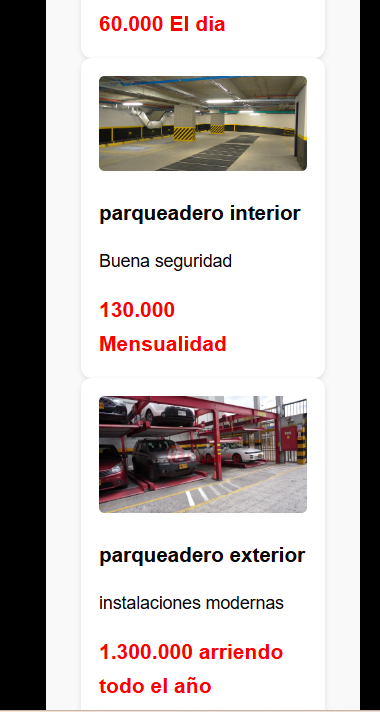 60.000 El dia
parqueadero interior
Buena seguridad
130.000
Mensualidad
parqueadero exterior
instalaciones modernas
1.300.000 arriendo
todo el año